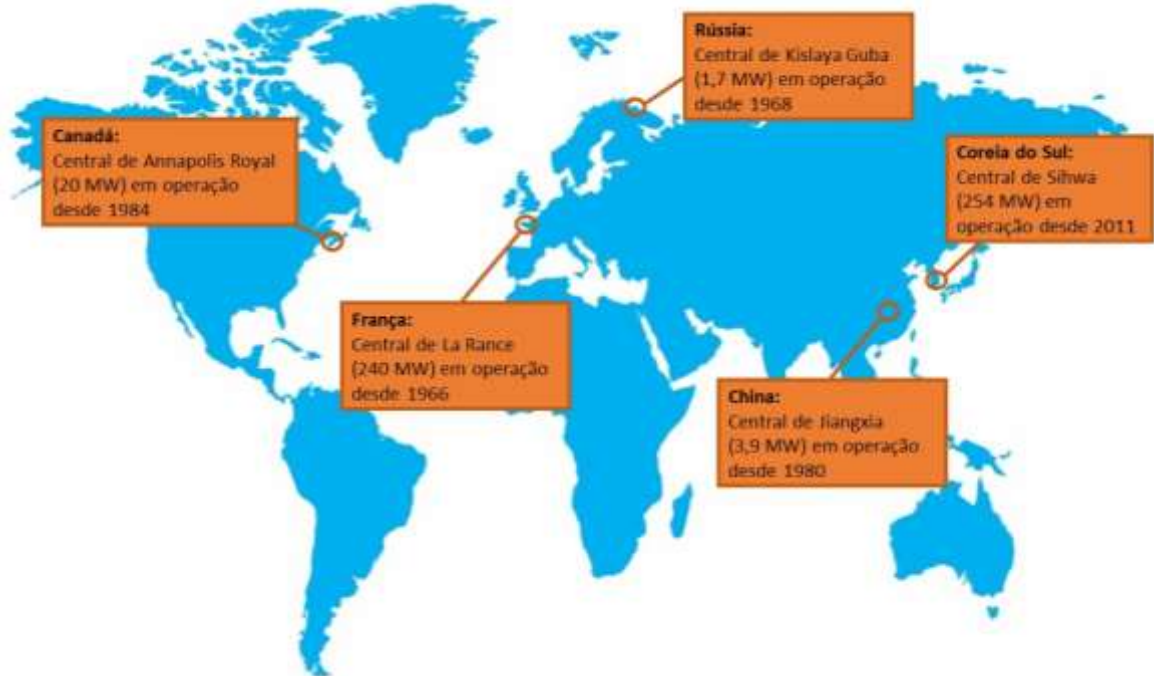 Rússia:
Central de Kislaya Guba
(1,7 MW) em operação
desde 1968
Canadá:
Central de Annapolis Royal
(20 MW) em operação
desde 1984
Coreia do Sul:
Central de Sihwa
(254 MW) em
operação desde 2011
França:
Central de La Rance
(240 MW) em operação
desde 1966
China:
Central de Jiangxia
(3,9 MW) em operação
desde 1980